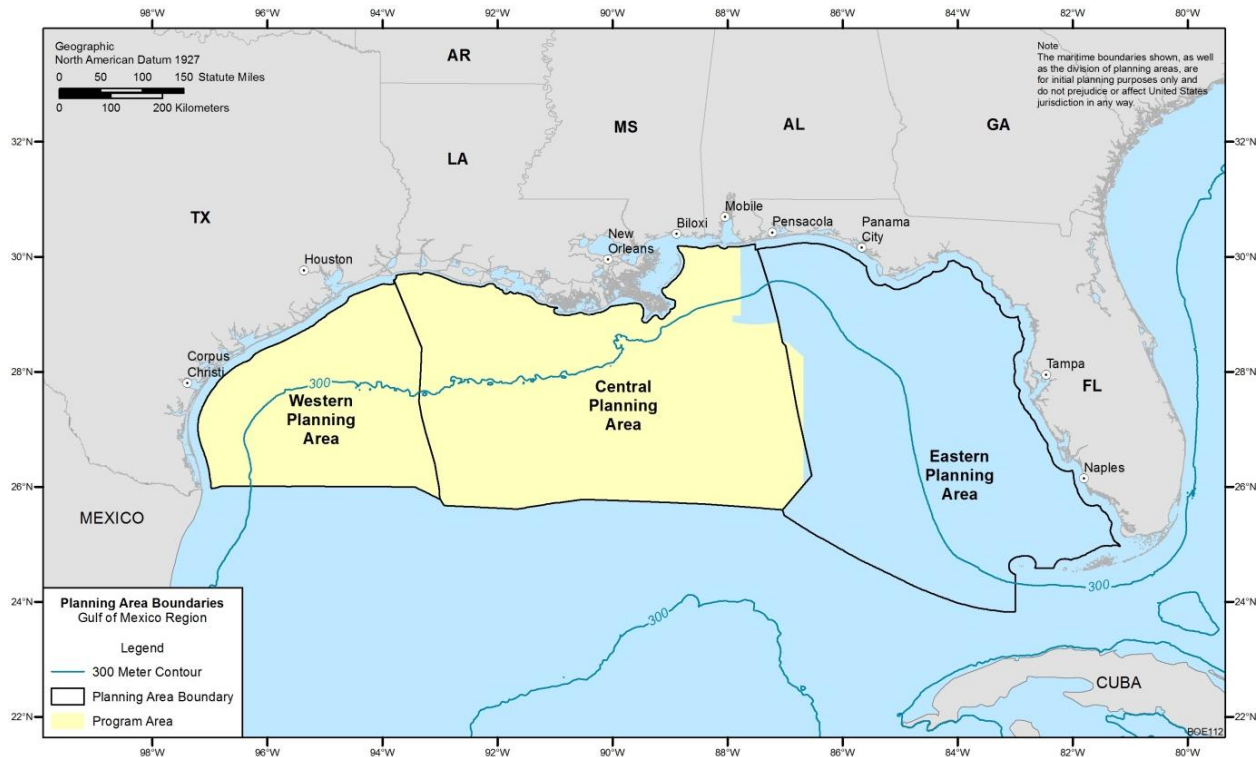 98°W 96°W 94°W 92°W 90°W 88°W 86°W 84°W 82°W 80°W
Geographic
North American Datum 1927
0 50 100 150 Statute Miles
0 100 200 Kilometers
Note
The maritime boundaries shown, as well
as the division of planning areas, are
for initial planning purposes only and
do not prejudice or affect United States
jurisdiction in any way.
AR
32°N
MS
AL
GA
32°N
LA
TX
Mobile
Biloxi
Pensacola
Panama
City
New
Orleans
30°N
Houston
30°N
Corpus
Christi
28°N
300
Western
Planning
Area
Central
Planning
Area
Tampa
FL
28°N
Eastern
Planning
Area
Naples
26°N
26°N
MEXICO
24°N
300
300
24°N
Planning Area Boundaries
Gulf of Mexico Region
Legend
300 Meter Contour
Planning Area Boundary
Program Area
CUBA
22°N
22°N
BOE112
98°W 96°W 94°W 92°W 90°W 88°W 86°W 84°W 82°W 80°W